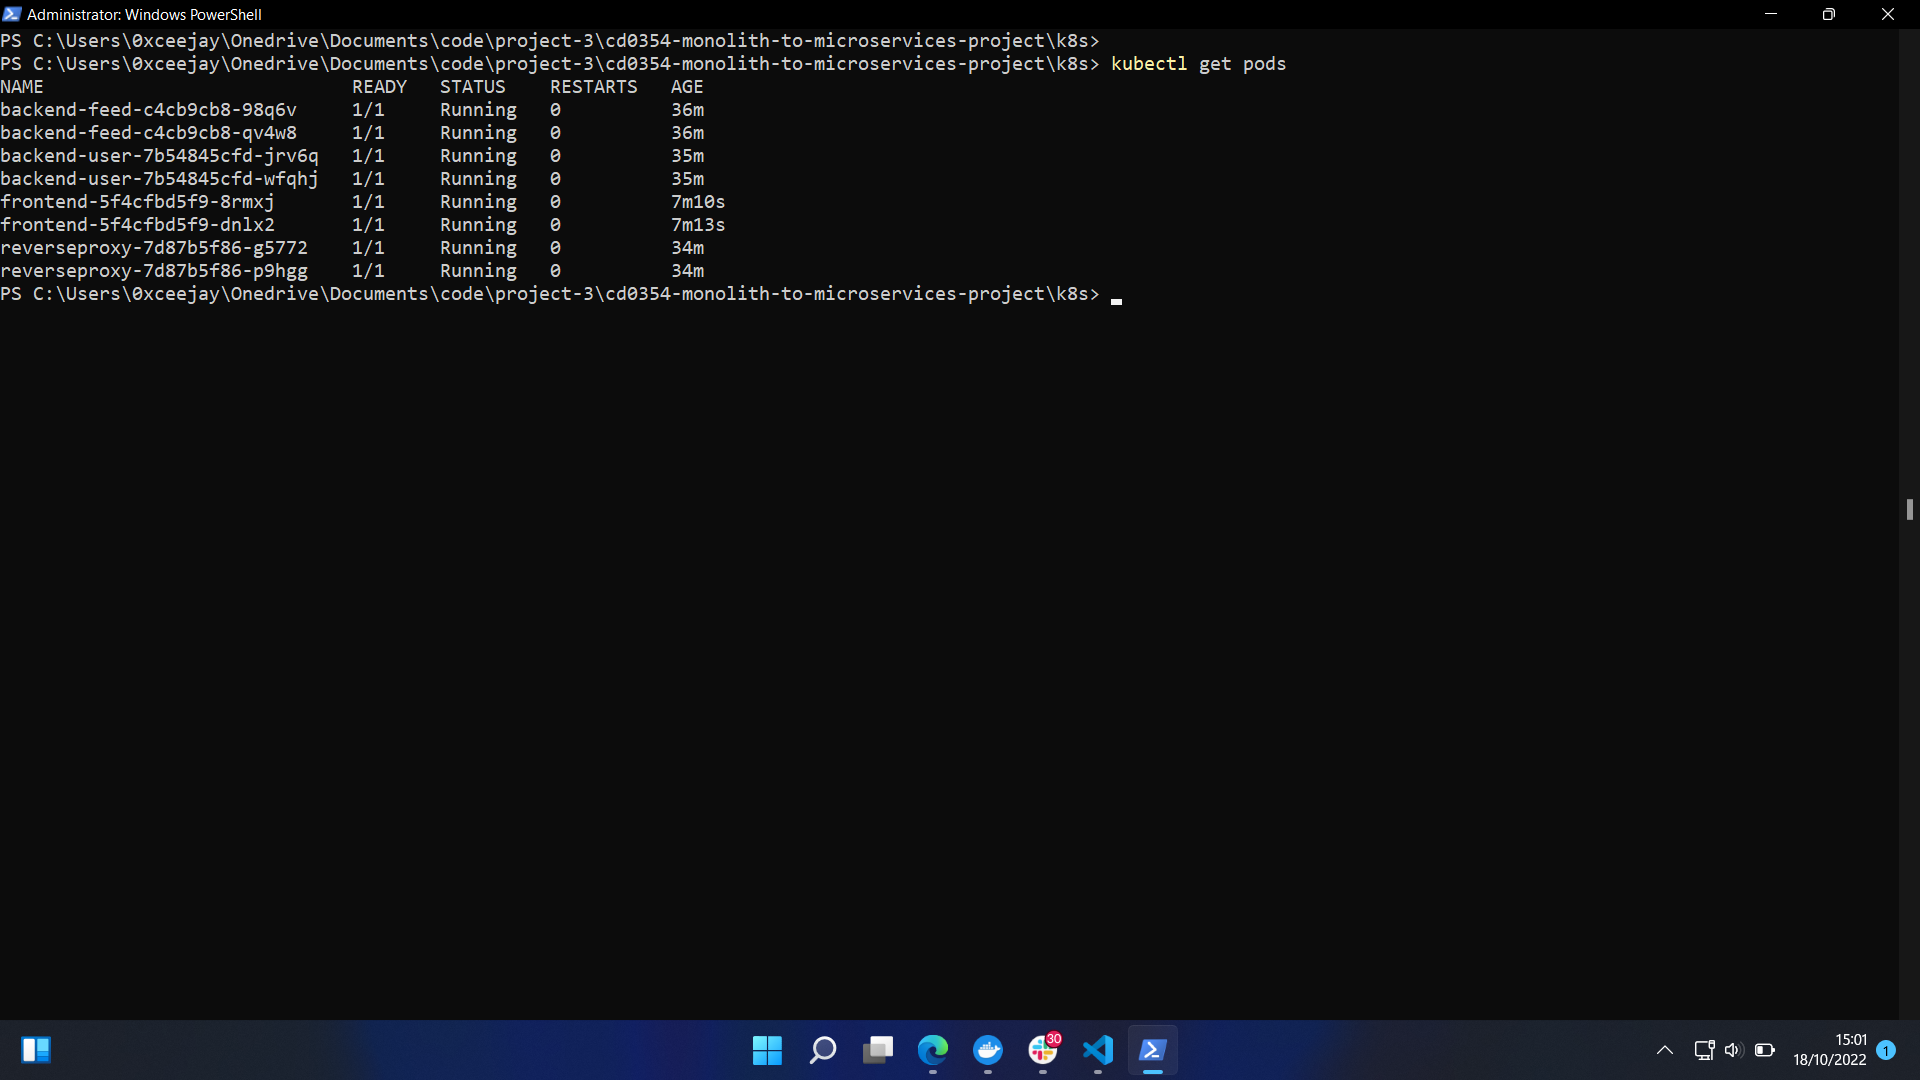 Administrator: Windows PowerShell
PS C:\Users\0xceejay\Onedrive\Documents\code\project-3\cd0354-monolith-to-microservices-project\k8s>
PS C:\Users\0xceejay\Onedrive\Documents\code\project-3\cd0354-monolith-to-microservices-project\k8s> kubectl get pods
NAME READY STATUS RESTARTS AGE
backend-feed-c4cb9cb8-98q6v 1/1 Running 0 36m
backend-feed-c4cb9cb8-qv4w8 1/1 Running 0 36m
backend-user-7b54845cfd-jrv6q 1/1 Running 0 35m
backend-user-7b54845cfd-wfqhj 1/1 Running 0 35m
frontend-5f4cfbd5f9-8rmxj 1/1 Running 0 7m10s
frontend-5f4cfbd5f9-dnlx2 1/1 Running 0 7m13s
reverseproxy-7d87b5f86-g5772 1/1 Running 0 34m
reverseproxy-7d87b5f86-p9hgg 1/1 Running 0 34m
PS C:\Users\0xceejay\Onedrive\Documents\code\project-3\cd0354-monolith-to-microservices-project\k8s>
30
15:01
18/10/2022
1